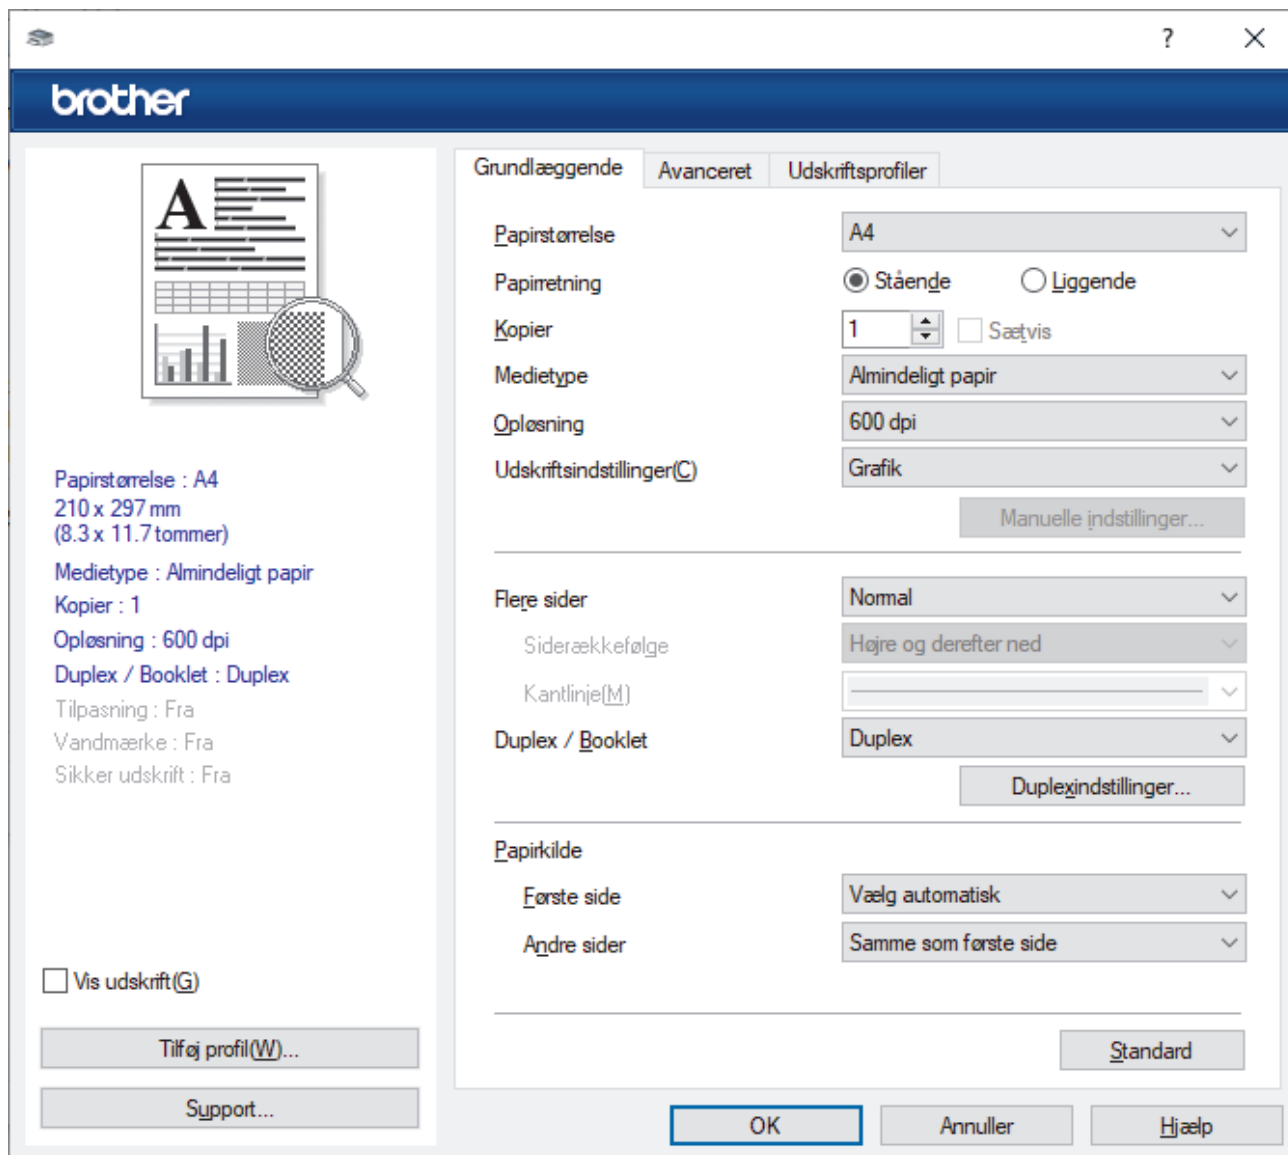 ?
brother
A
Papirstørrelse : A4
210 x 297 mm
(8.3 x 11.7 tommer)
Medietype : Almindeligt papir
Kopier : 1
Opløsning : 600 dpi
Duplex / Booklet : Duplex
Tilpasning : Fra
Vandmærke : Fra
Sikker udskrift : Fra
Vis udskrift(G)
Tilføj profil(W)...
Support...
Grundlæggende Avanceret Udskriftsprofiler
Papirstørrelse A4
Papirretning Stående Liggende
Kopier 1 Sætvis
Medietype Almindeligt papir
Opløsning 600 dpi
Udskriftsindstillinger(C) Grafik
Manuelle indstillinger...
Flere sider Normal
Siderækkefølge Højre og derefter ned
Kantlinje(M)
Duplex / Booklet Duplex
Duplexindstillinger...
Papirkilde
Første side Vælg automatisk
Andre sider Samme som første side
Standard
OK Annuller Hjælp